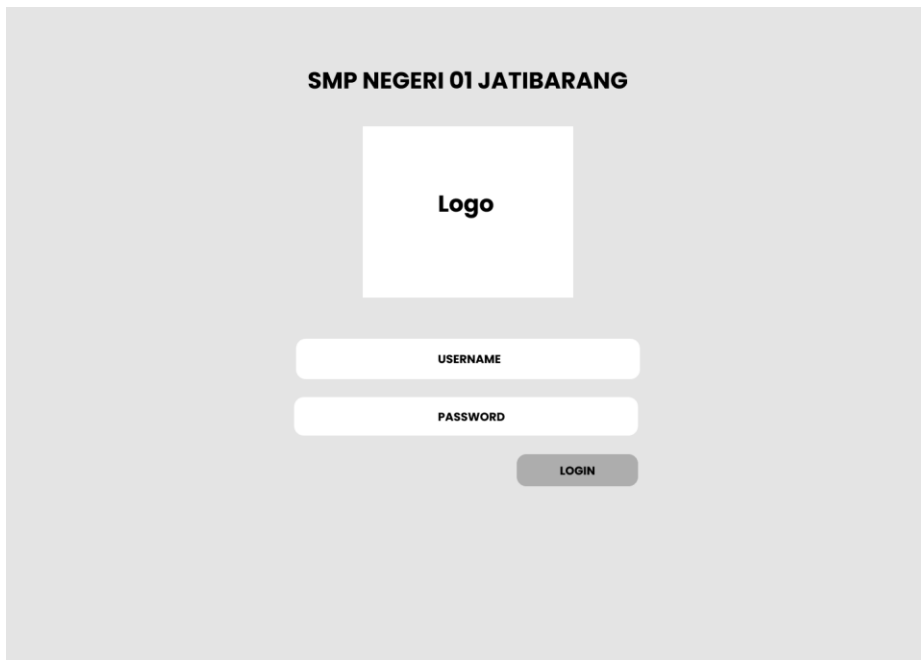 SMP NEGERI 01 JATIBARANG
Logo
USERNAME
PASSWORD
LOGIN